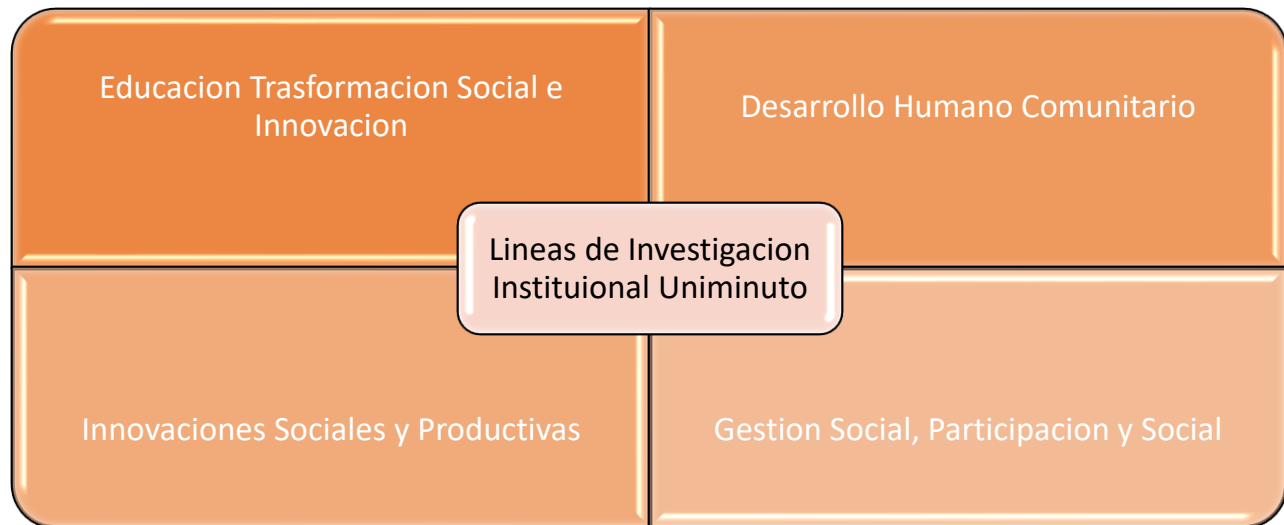 Educacion Trasformacion Social e
Innovacion
Desarrollo Humano Comunitario
Lineas de Investigacion
Instituional Uniminuto
Innovaciones Sociales y Productivas
Gestion Social, Participacion y Social